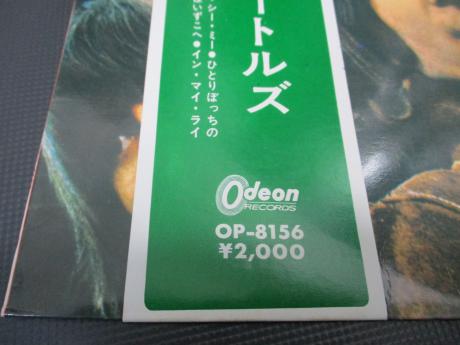 ートルズ
シー・ミー●ひとりぼっちの
はいずこへ●イン・マイ・ライ
Odeon
RECORDS
OP-8156
¥2,000